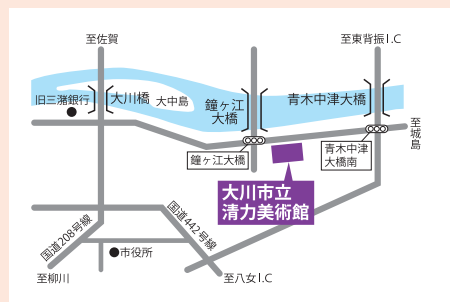 至佐賀
至東背振I.C
旧三潴銀行
大川橋
大中島
鐘ヶ江
大橋
青木中津大橋
至城島
鐘ヶ江大橋
青木中津
大橋南
大川市立
清力美術館
国道208号線
国道442号線
市役所
至柳川
至八女I.C